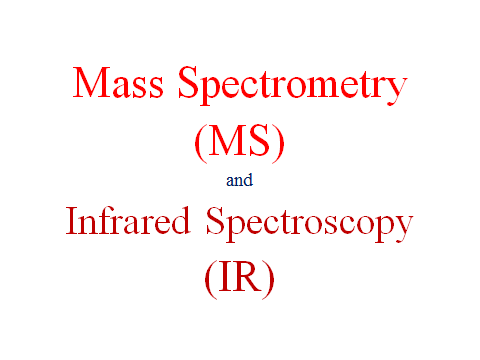 Mass Spectrometry
(MS)
and
Infrared Spectroscopy
(IR)